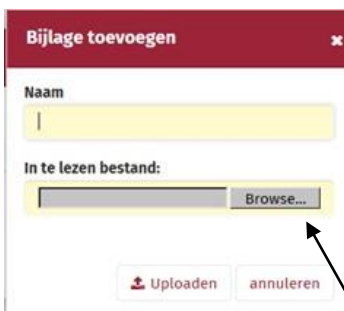 Bijlage toevoegen
Naam
In te lezen bestand:
Browse...
Uploaden annuleren